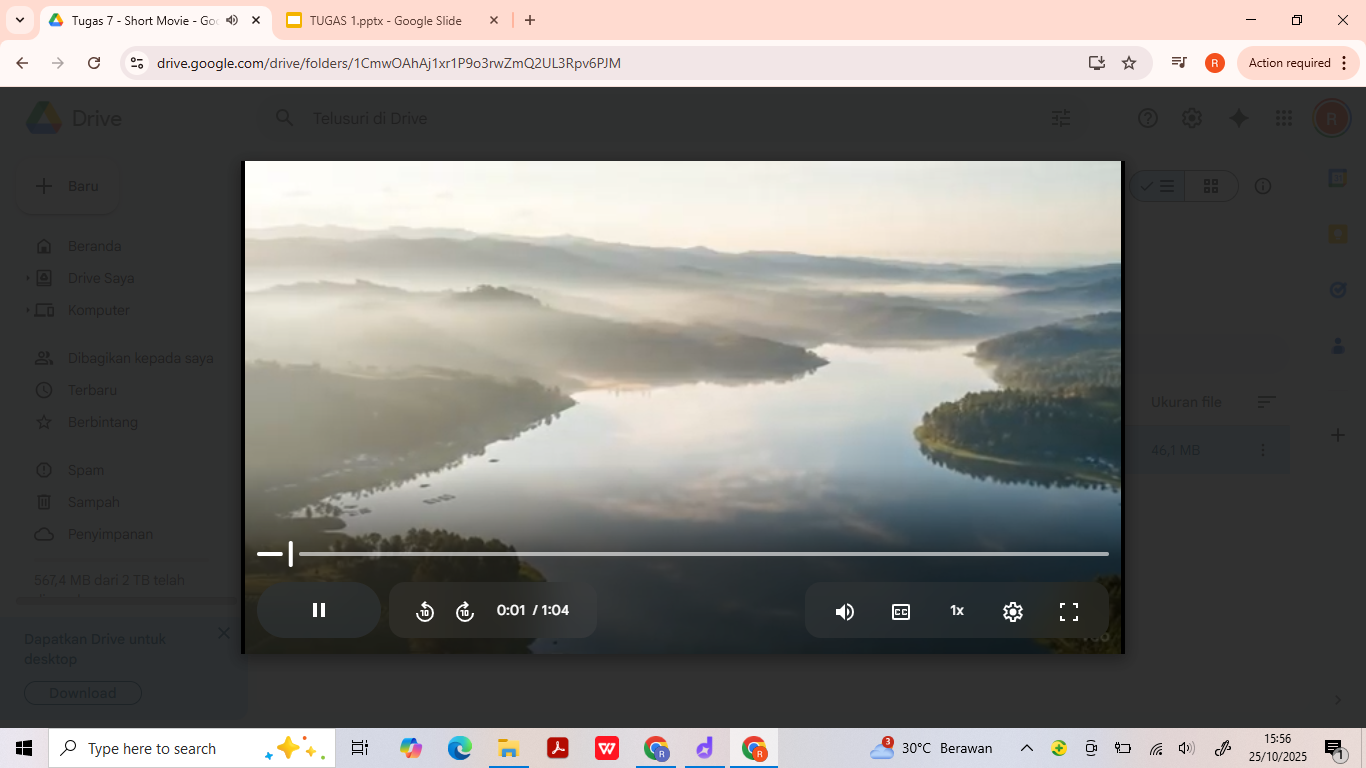 Tugas 7 - Short Movie - Goo
TUGAS 1.pptx - Google Slide
drive.google.com/drive/folders/1CmwOAhAj1xr1P9o3rwZmQ2UL3Rpv6PJM
R
Action required
Drive
Telusuri di Drive
R
Baru
Beranda
Drive Saya
Komputer
Dibagikan kepada saya
Terbaru
Berbintang
Spam
Sampah
Penyimpanan
567,4 MB dari 2 TB telah
Dapatkan Drive untuk
desktop
Download
Ukuran file
46,1 MB
10
10
0:01 / 1:04
CC
1x
Type here to search
R
R
3
30°C Berawan
15:56
25/10/2025
1